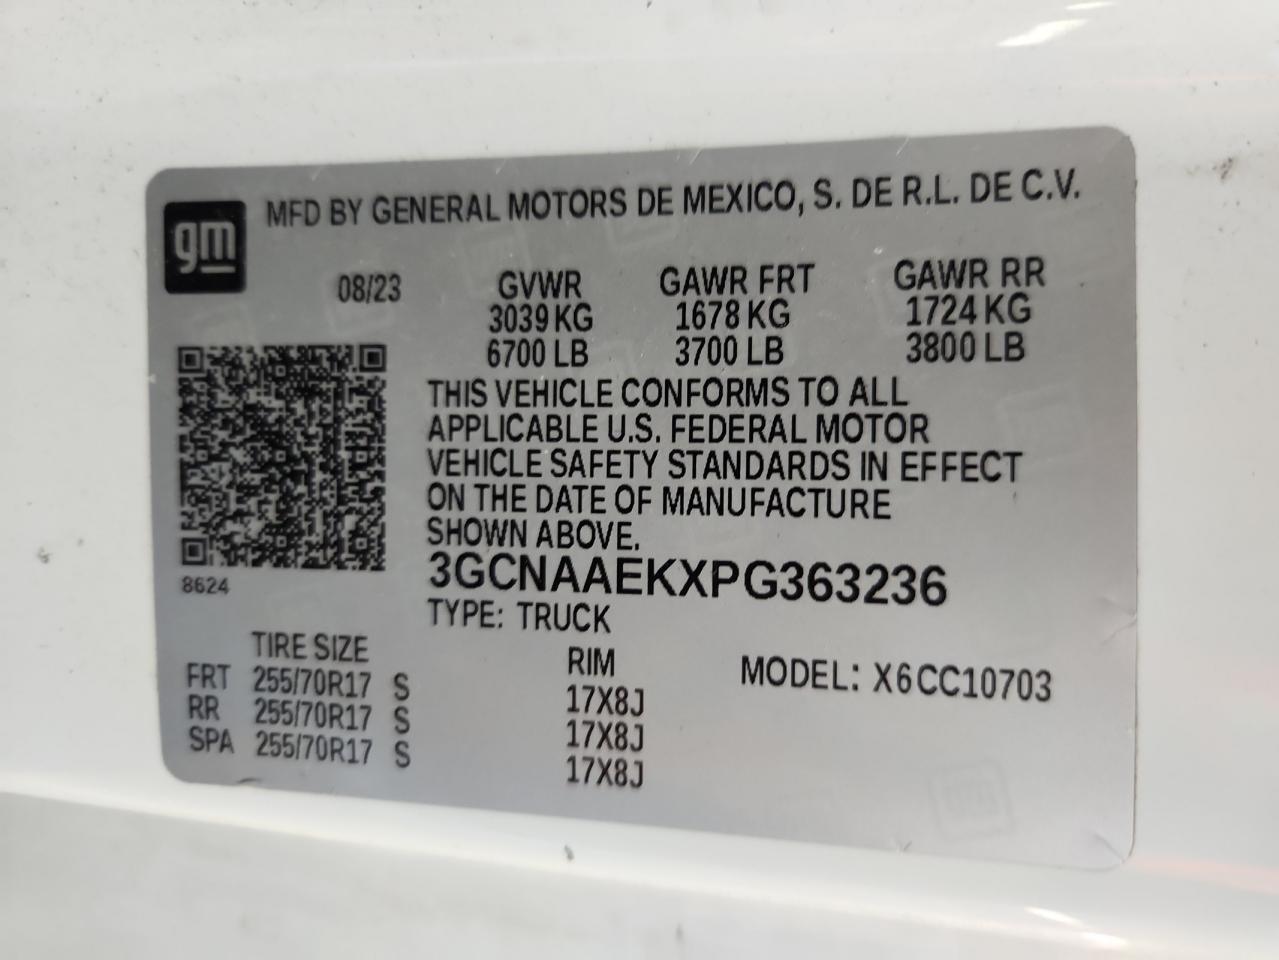 gm
MFD BY GENERAL MOTORS DE MEXICO, S. DE R.L. DE C.V.
08/23 GVWR GAWR FRT GAWR RR
3039 KG 1678 KG 1724 KG
6700 LB 3700 LB 3800 LB
THIS VEHICLE CONFORMS TO ALL
APPLICABLE U.S. FEDERAL MOTOR
VEHICLE SAFETY STANDARDS IN EFFECT
ON THE DATE OF MANUFACTURE
SHOWN ABOVE.
8624 3GCNAAEKXPG363236
TYPE: TRUCK
TIRE SIZE RIM MODEL: X6CC10703
FRT 255/70R17 S 17X8J
RR 255/70R17 S 17X8J
SPA 255/70R17 S 17X8J